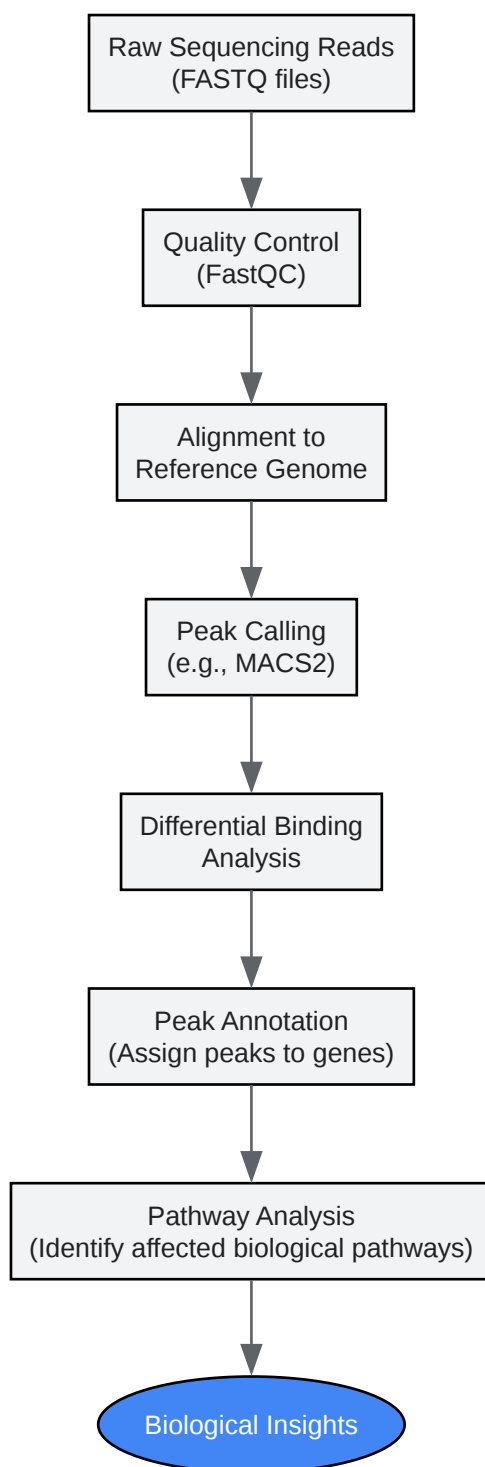 Raw Sequencing Reads
(FASTQ files)
Quality Control
(FastQC)
Alignment to
Reference Genome
Peak Calling
(e.g., MACS2)
Differential Binding
Analysis
Peak Annotation
(Assign peaks to genes)
Pathway Analysis
(Identify affected biological pathways)
Biological Insights